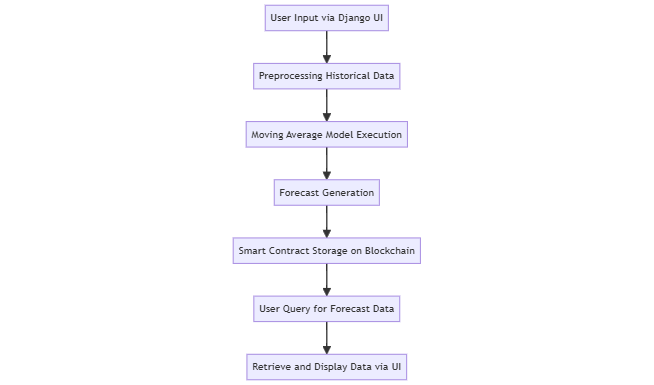 User Input via Django UI
Preprocessing Historical Data
Moving Average Model Execution
Forecast Generation
Smart Contract Storage on Blockchain
User Query for Forecast Data
Retrieve and Display Data via UI